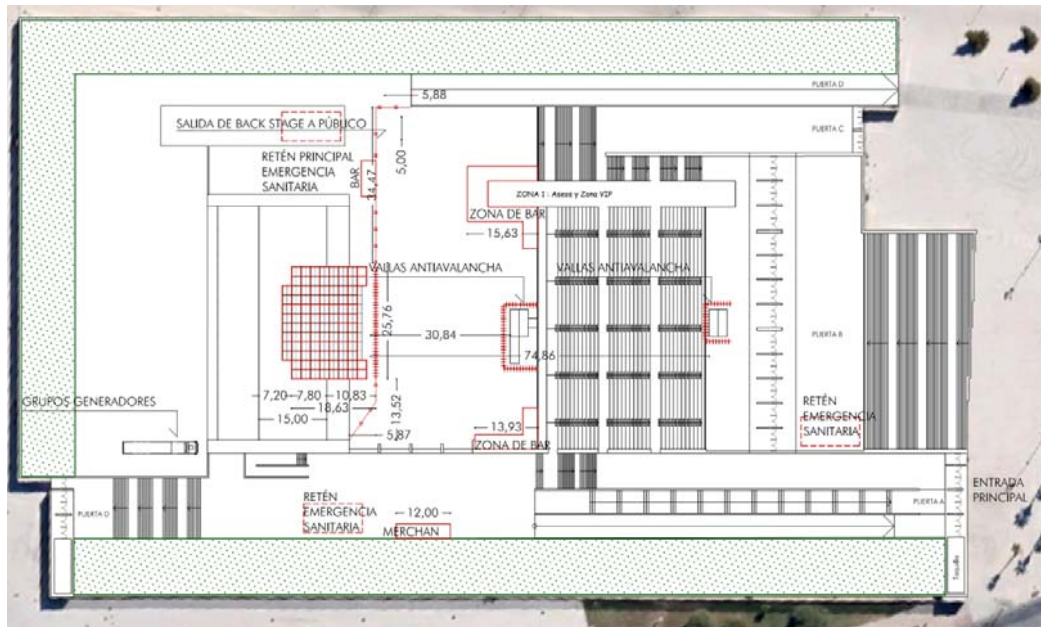 PUERTA D
5,88
SALIDA DE BACK STAGE A PÚBLICO
PUERTA C
5,00
RETÉN PRINCIPAL
EMERGENCIA
SANITARIA
BAR
34,47
ZONA 1 : Aseos y Zona VIP
ZONA DE BAR
15,63
VALLAS ANTIAVALANCHA
VALLAS ANTIAVALANCHA
25,76
30,84
PUERTA B
74,86
7,20
7,80
10,83
18,63
13,52
15,00
GRUPOS GENERADORES
RETÉN
EMERGENCIA
SANITARIA
13,93
5,87
ZONA DE BAR
ENTRADA
PRINCIPAL
RETÉN
EMERGENCIA
SANITARIA
PUERTA D
12,00
PUERTA A
MERCHAN
Taquilla